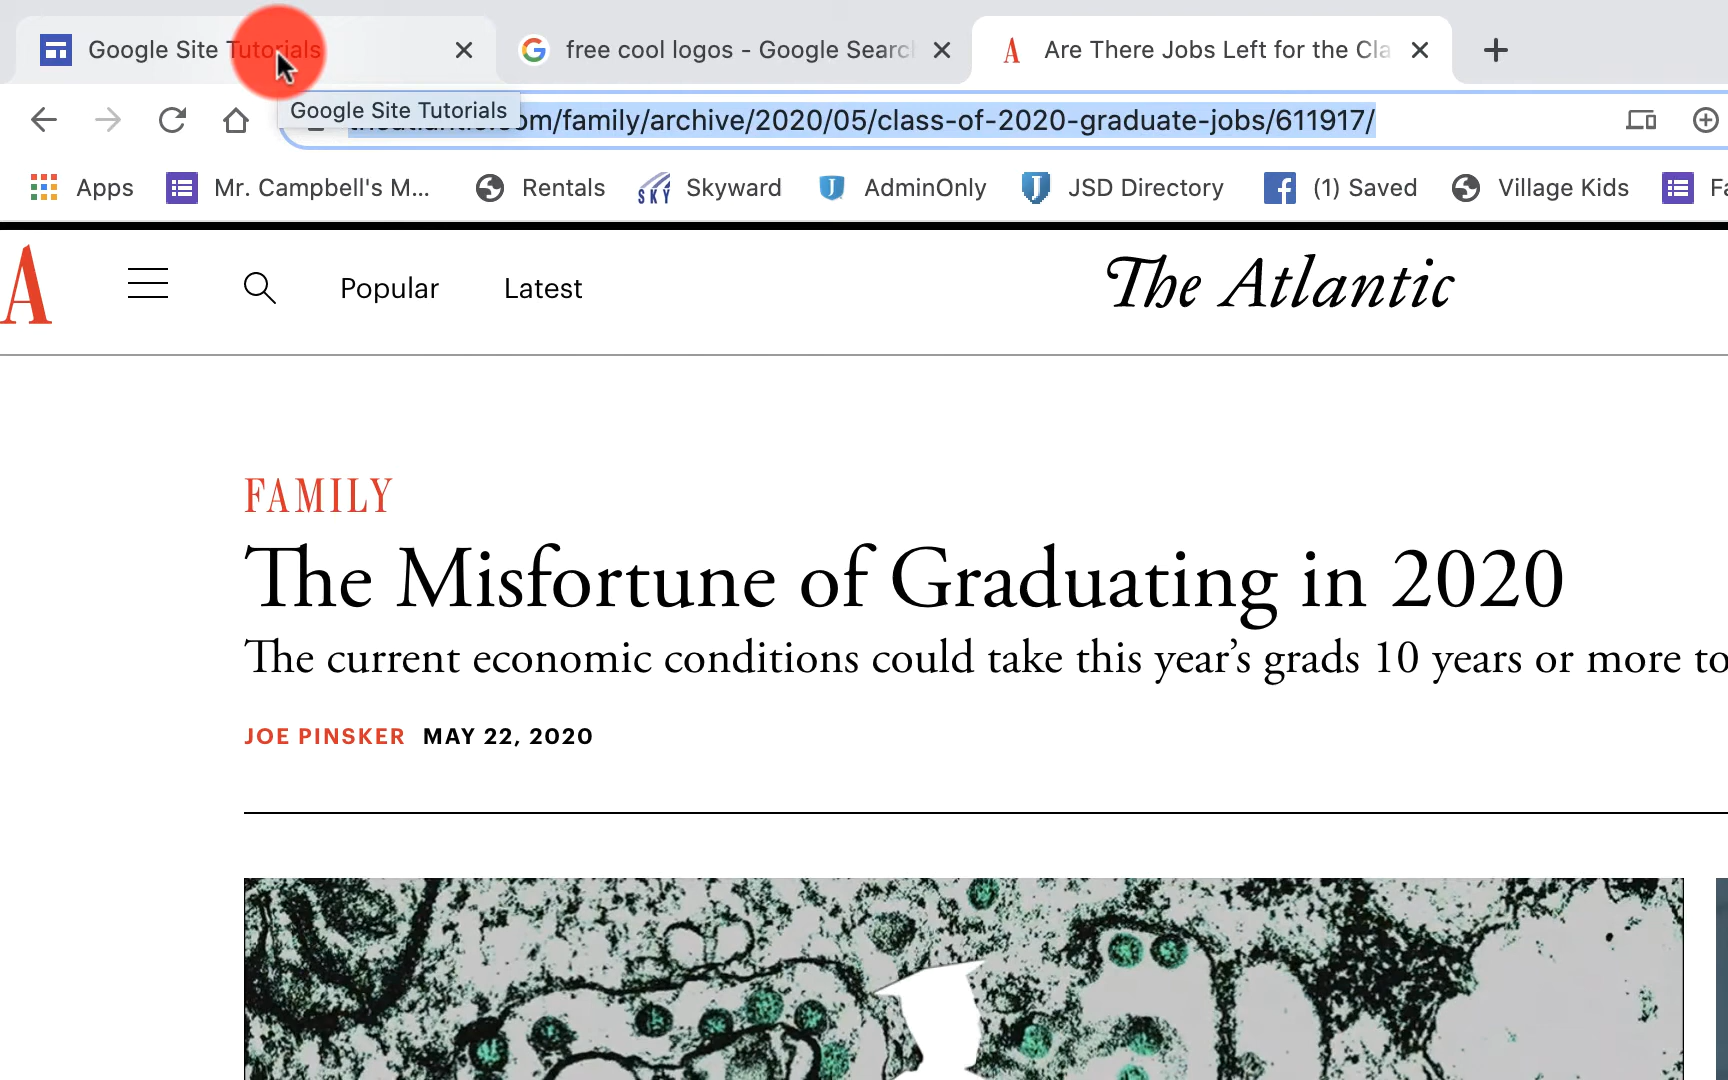 Google Site Tutorials
free cool logos - Google Searc
Are There Jobs Left for the Cla
Google Site Tutorials
om/family/archive/2020/05/class-of-2020-graduate-jobs/611917/
Apps
Mr. Campbell's M...
Rentals
SKY Skyward
AdminOnly
JSD Directory
(1) Saved
Village Kids
Fa
A
Popular
Latest
The Atlantic
FAMILY
The Misfortune of Graduating in 2020
The current economic conditions could take this year's grads 10 years or more to
JOE PINSKER MAY 22, 2020